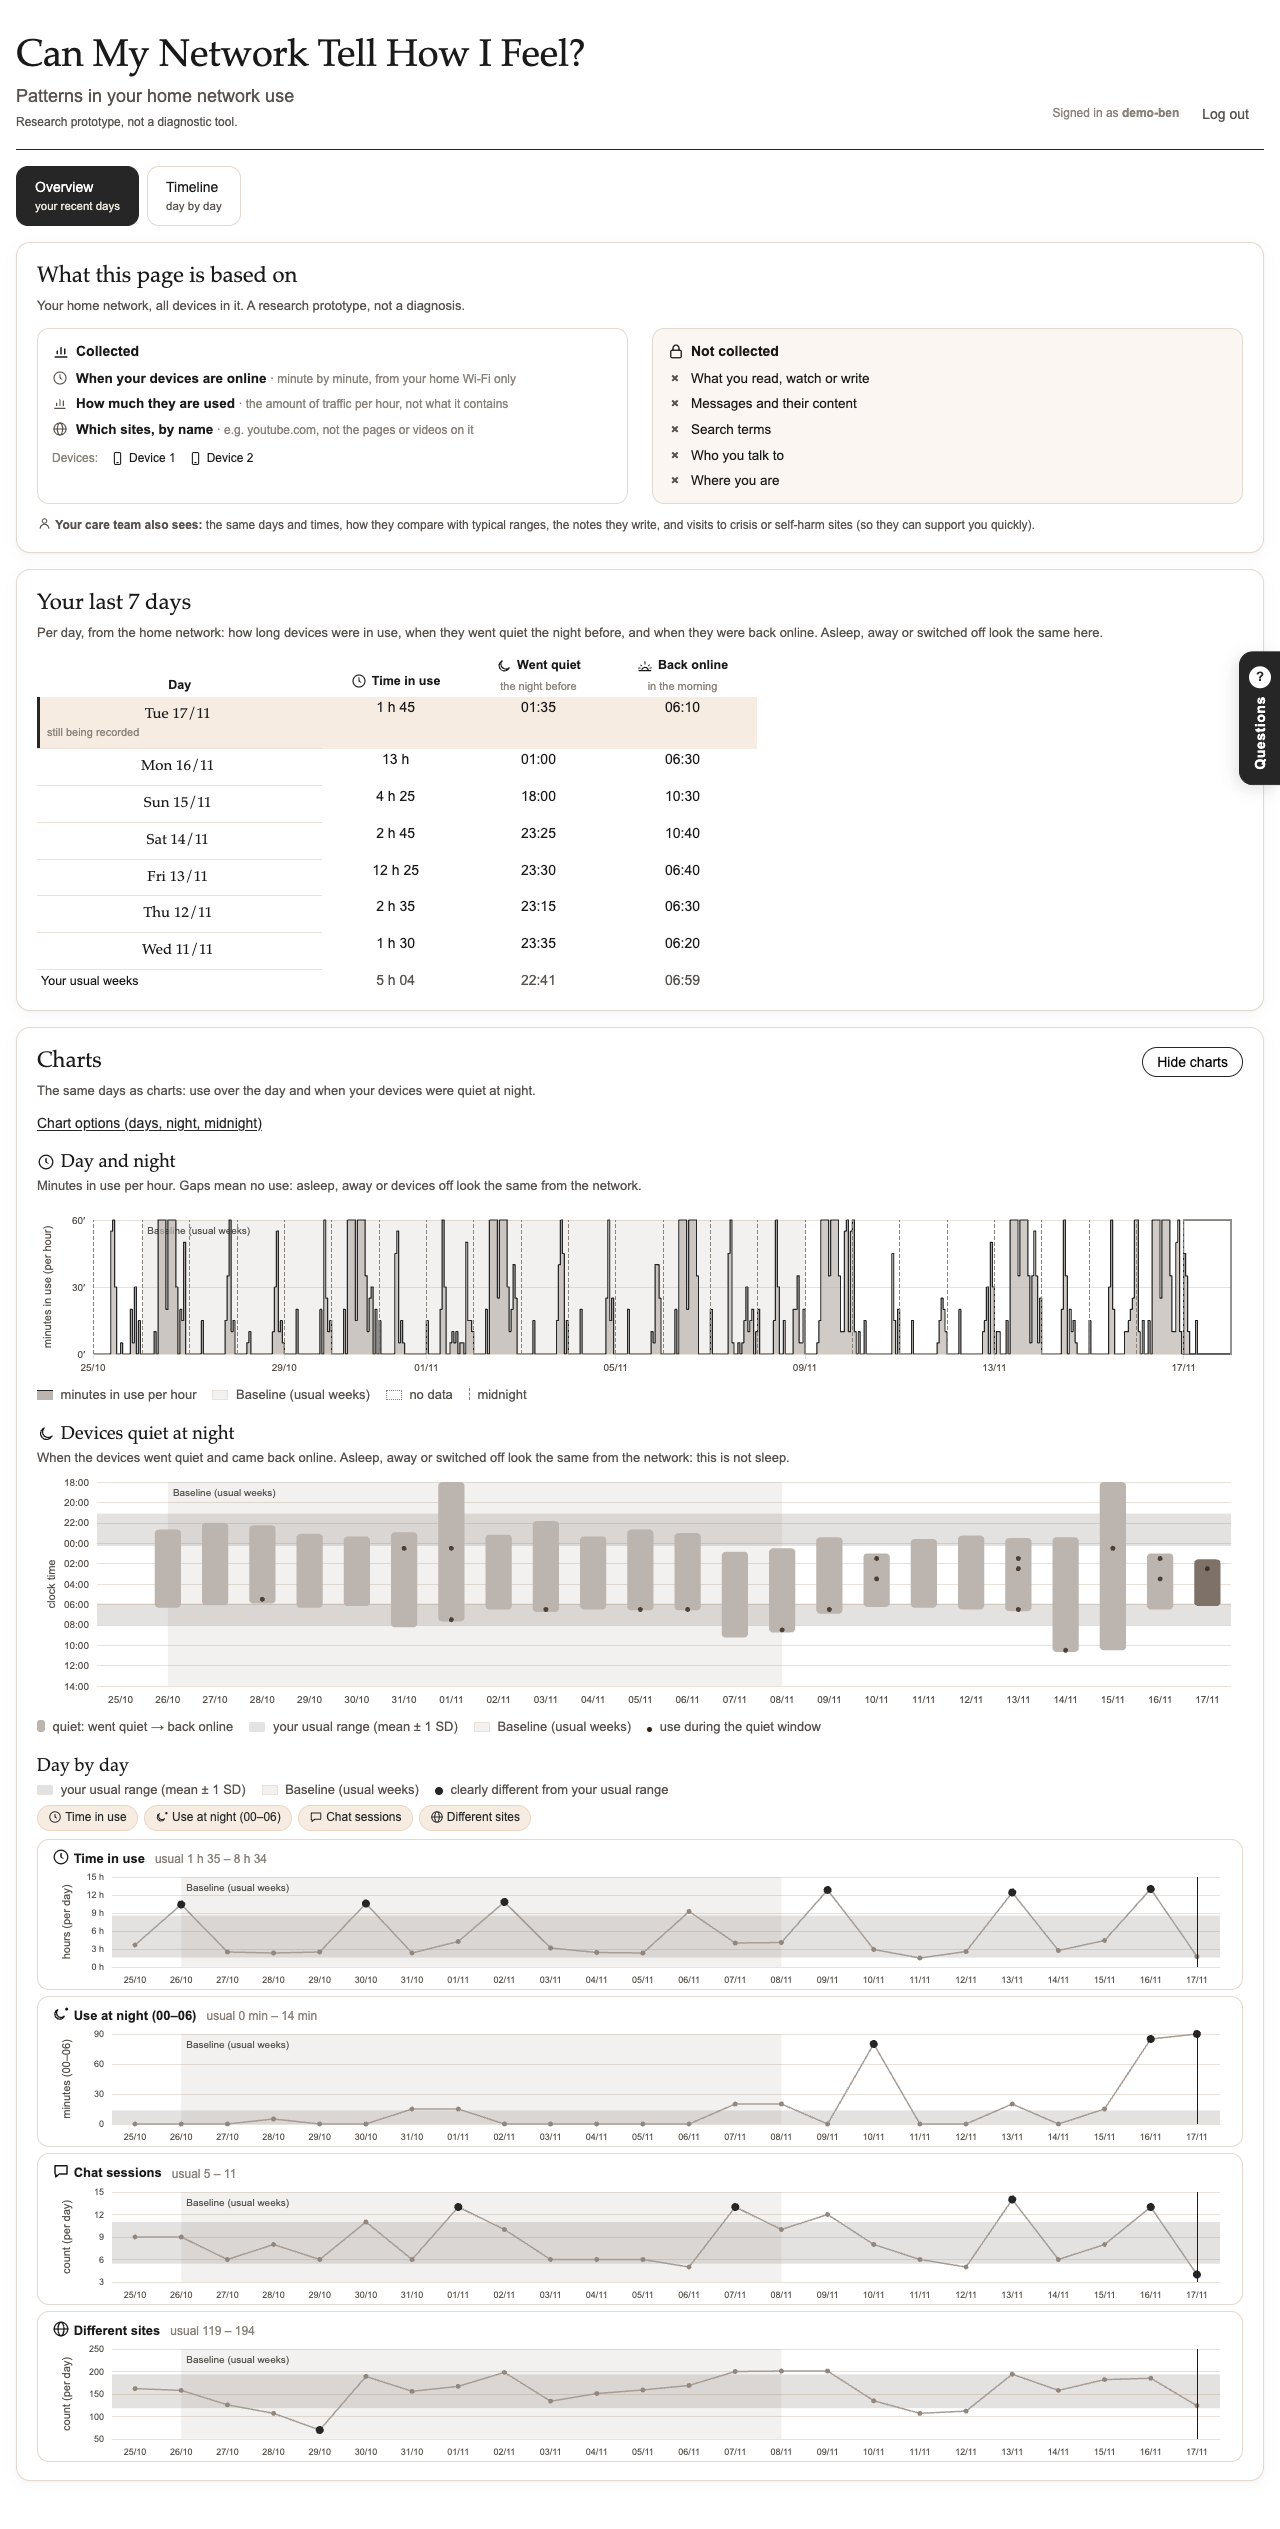 Can My Network Tell How I Feel?
Patterns in your home network use
Research prototype, not a diagnostic tool.
Signed in as demo-ben Log out
Overview
your recent days
Timeline
day by day
What this page is based on
Your home network, all devices in it. A research prototype, not a diagnosis.
Collected
When your devices are online · minute by minute, from your home Wi-Fi only
How much they are used · the amount of traffic per hour, not what it contains
Which sites, by name · e.g. youtube.com, not the pages or videos on it
Devices: Device 1 Device 2
Not collected
× What you read, watch or write
× Messages and their content
× Search terms
× Who you talk to
× Where you are
Your care team also sees: the same days and times, how they compare with typical ranges, the notes they write, and visits to crisis or self-harm sites (so they can support you quickly).
Your last 7 days
Per day, from the home network: how long devices were in use, when they went quiet the night before, and when they were back online. Asleep, away or switched off look the same here.
Day Time in use Went quiet the night before Back online in the morning
Tue 17/11 1 h 45 01:35 06:10
still being recorded
Mon 16/11 13 h 01:00 06:30
Sun 15/11 4 h 25 18:00 10:30
Sat 14/11 2 h 45 23:25 10:40
Fri 13/11 12 h 25 23:30 06:40
Thu 12/11 2 h 35 23:15 06:30
Wed 11/11 1 h 30 23:35 06:20
Your usual weeks 5 h 04 22:41 06:59
? Questions
Charts
Hide charts
The same days as charts: use over the day and when your devices were quiet at night.
Chart options (days, night, midnight)
Day and night
Minutes in use per hour. Gaps mean no use: asleep, away or devices off look the same from the network.
minutes in use (per hour)
60'
30'
0'
Baseline (usual weeks)
25/10 29/10 01/11 05/11 09/11 13/11 17/11
minutes in use per hour Baseline (usual weeks) no data midnight
Devices quiet at night
When the devices went quiet and came back online. Asleep, away or switched off look the same from the network: this is not sleep.
clock time
18:00
20:00
22:00
00:00
02:00
04:00
06:00
08:00
10:00
12:00
14:00
Baseline (usual weeks)
25/10 26/10 27/10 28/10 29/10 30/10 31/10 01/11 02/11 03/11 04/11 05/11 06/11 07/11 08/11 09/11 10/11 11/11 12/11 13/11 14/11 15/11 16/11 17/11
quiet: went quiet → back online your usual range (mean ± 1 SD) Baseline (usual weeks) use during the quiet window
Day by day
your usual range (mean ± 1 SD) Baseline (usual weeks) clearly different from your usual range
Time in use Use at night (00–06) Chat sessions Different sites
Time in use usual 1 h 35 – 8 h 34
hours (per day)
15 h
12 h
9 h
6 h
3 h
0 h
Baseline (usual weeks)
25/10 26/10 27/10 28/10 29/10 30/10 31/10 01/11 02/11 03/11 04/11 05/11 06/11 07/11 08/11 09/11 10/11 11/11 12/11 13/11 14/11 15/11 16/11 17/11
Use at night (00–06) usual 0 min – 14 min
minutes (00–06)
90
60
30
0
Baseline (usual weeks)
25/10 26/10 27/10 28/10 29/10 30/10 31/10 01/11 02/11 03/11 04/11 05/11 06/11 07/11 08/11 09/11 10/11 11/11 12/11 13/11 14/11 15/11 16/11 17/11
Chat sessions usual 5 – 11
count (per day)
15
12
9
6
3
Baseline (usual weeks)
25/10 26/10 27/10 28/10 29/10 30/10 31/10 01/11 02/11 03/11 04/11 05/11 06/11 07/11 08/11 09/11 10/11 11/11 12/11 13/11 14/11 15/11 16/11 17/11
Different sites usual 119 – 194
count (per day)
250
200
150
100
50
Baseline (usual weeks)
25/10 26/10 27/10 28/10 29/10 30/10 31/10 01/11 02/11 03/11 04/11 05/11 06/11 07/11 08/11 09/11 10/11 11/11 12/11 13/11 14/11 15/11 16/11 17/11